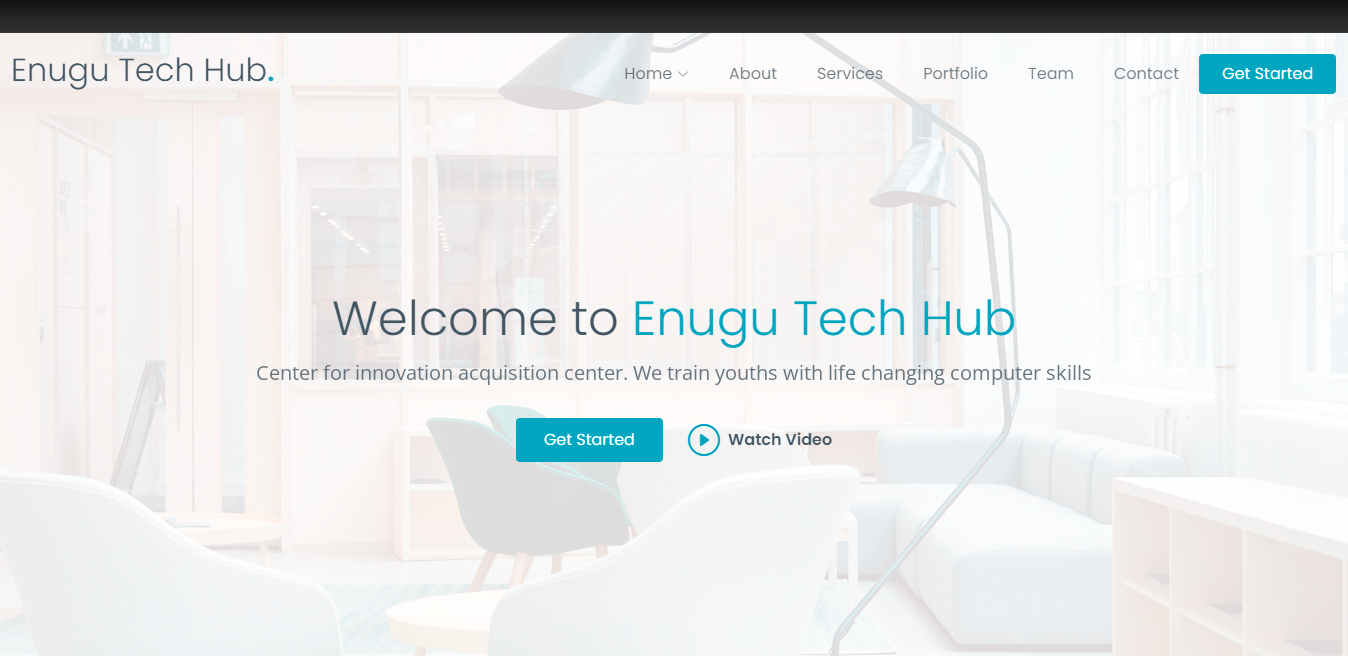 Enugu Tech Hub.
Home About Services Portfolio Team Contact Get Started
Welcome to Enugu Tech Hub
Center for innovation acquisition center. We train youths with life changing computer skills
Get Started Watch Video